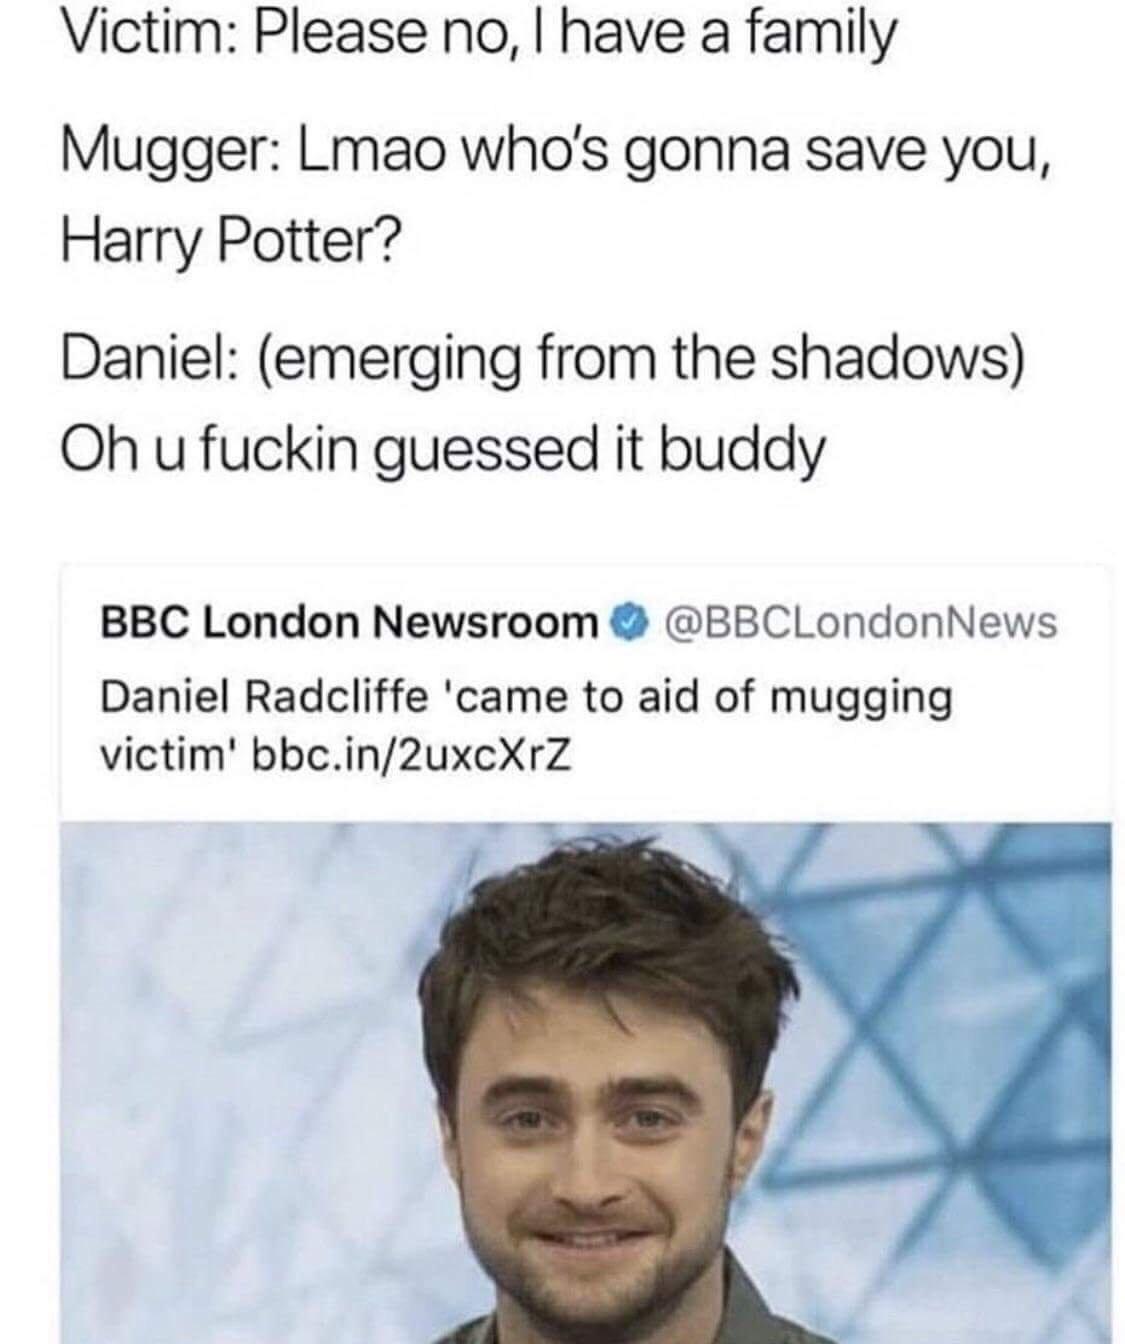 Victim: Please no, I have a family
Mugger: Lmao who's gonna save you,
Harry Potter?
Daniel: (emerging from the shadows)
Oh u fuckin guessed it buddy
BBC London Newsroom @BBCLondonNews
Daniel Radcliffe 'came to aid of mugging
victim' bbc.in/2uxcXrZ